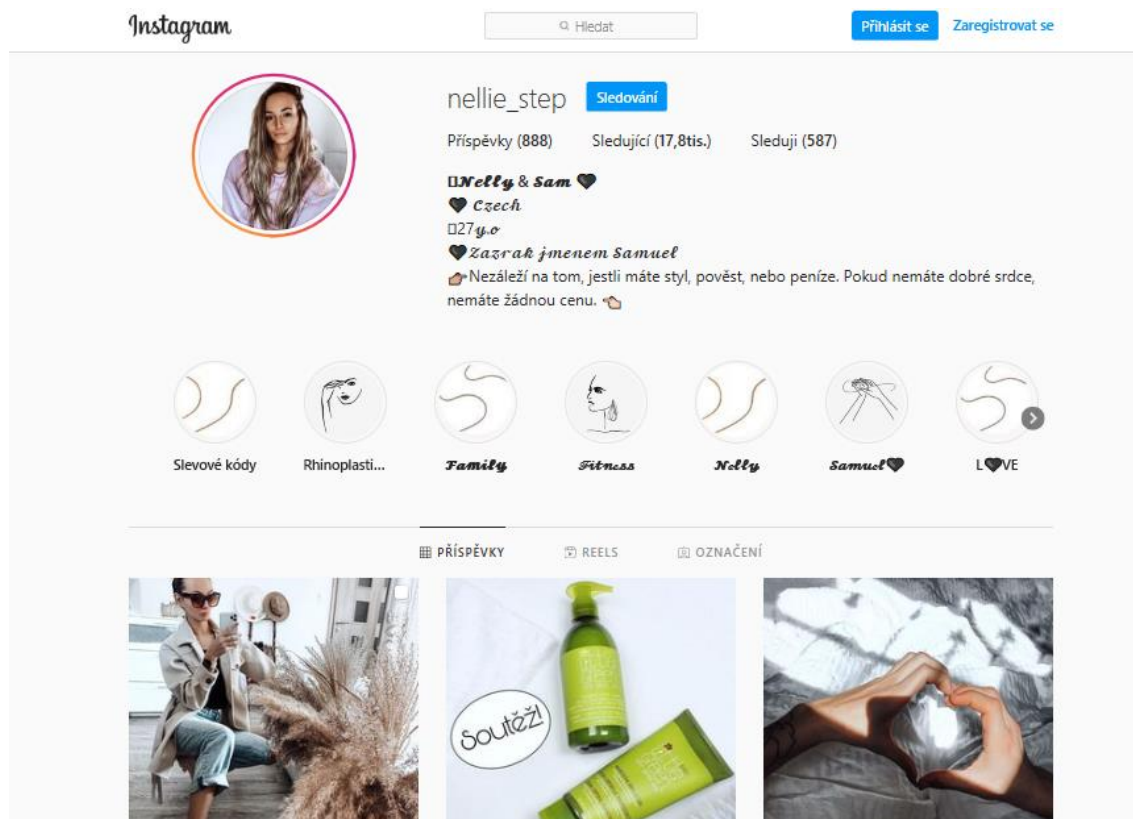 Instagram
Hledat
Přihlásit se
Zaregistrovat se
nellie_step
Sledování
Příspěvky (888) Sledující (17,8tis.) Sleduji (587)
𝓝𝓮𝓵𝓵𝔂 & 𝓢𝓪𝓶 🖤
🖤 𝓒𝔃𝓮𝓬𝓱
27𝔂.𝓸
🖤𝓩𝓪𝔃𝓻𝓪𝓴 𝓳𝓶𝓮𝓷𝓮𝓶 𝓢𝓪𝓶𝓾𝓮𝓵
👉Nezáleží na tom, jestli máte styl, pověst, nebo peníze. Pokud nemáte dobré srdce,
nemáte žádnou cenu. 👈
Slevové kódy
Rhinoplasti...
𝓕𝓪𝓶𝓲𝓵𝔂
𝓕𝓲𝓽𝓷𝓮𝓼𝓼
𝓝𝓮𝓵𝓵𝔂
𝓢𝓪𝓶𝓾𝓮𝓵🖤
L🖤VE
PŘÍSPĚVKY
REELS
OZNAČENÍ
Soutěž!